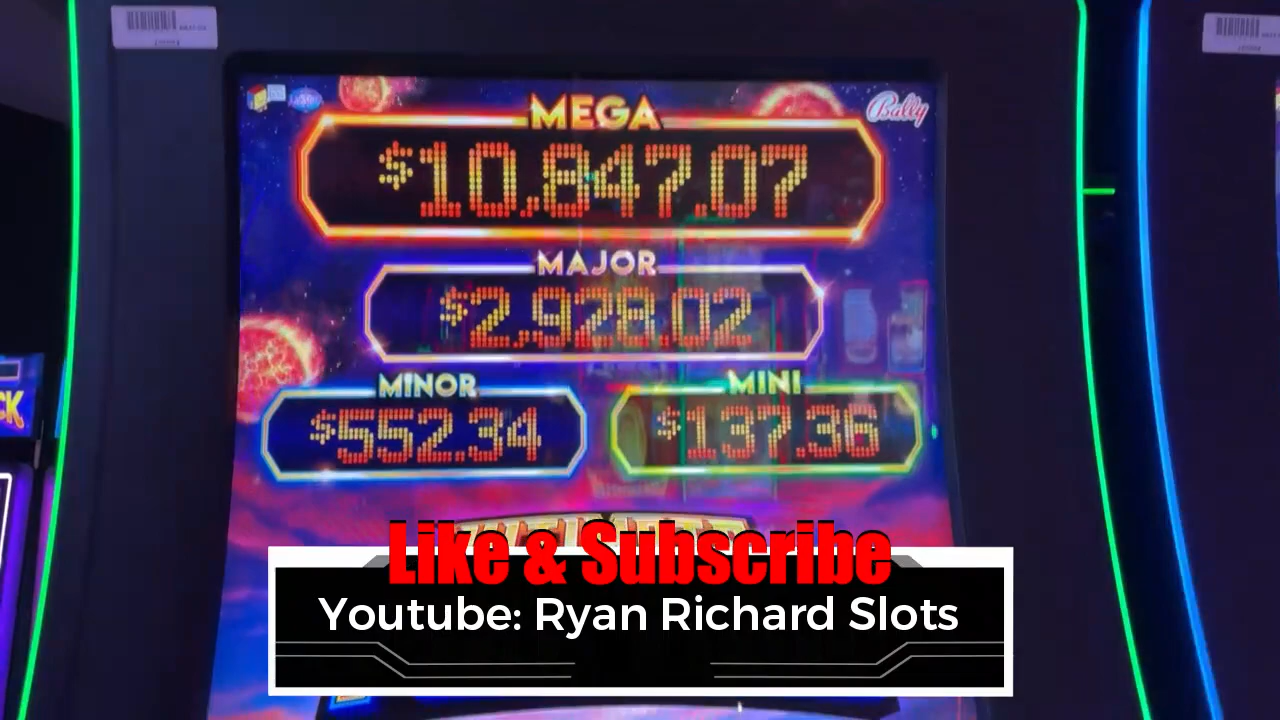 MEGA
Bally
$10,847.07
MAJOR
$2,928.02
MINOR
MINI
$552.34
$137.36
Like & Subscribe
Youtube: Ryan Richard Slots